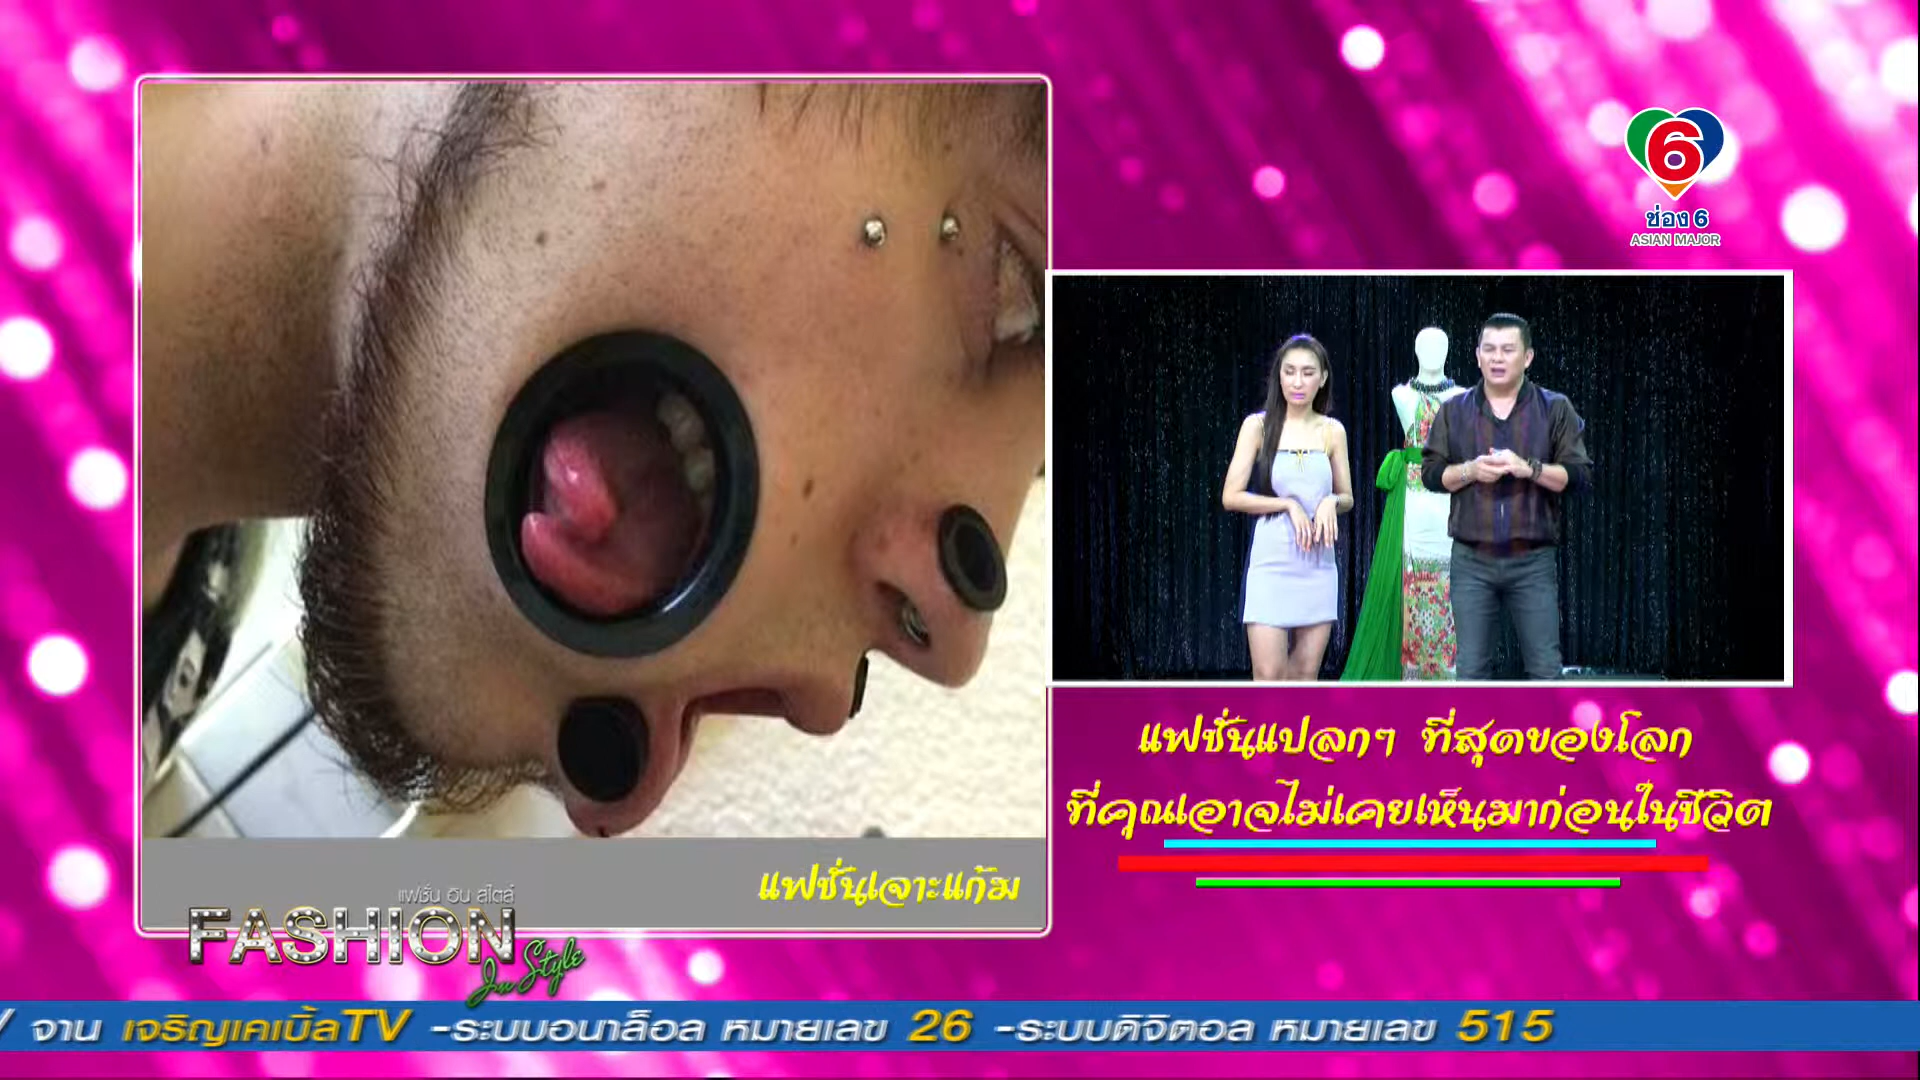 6
ช่อง 6
ASIAN MAJOR
แฟชั่นแปลกๆ ที่สุดของโลก
ที่คุณเอาจไม่เคยเห็นมาก่อนในชีวิต
แฟชั่นเจาะแก้ม
แฟชั่น อิน สไตล์
FASHION
In Style
V จาน เจริญเคเบิ้ลTV -ระบบอนาล็อล หมายเลข 26 -ระบบดิจิตอล หมายเลข 515